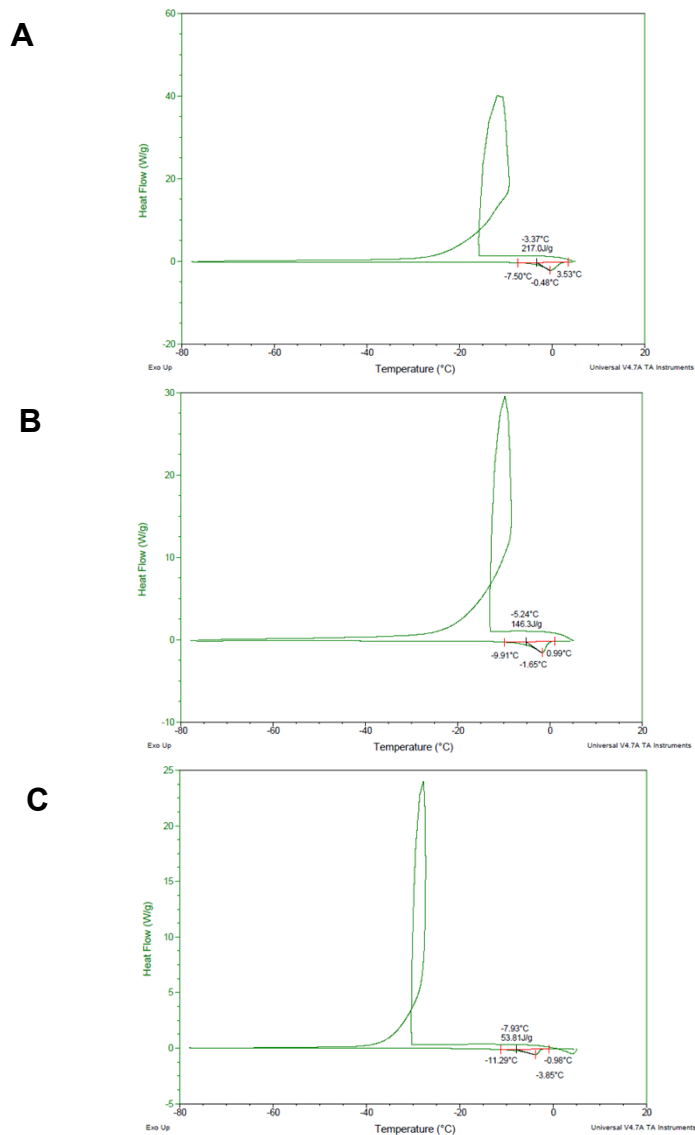 A
60
40
20
0
-20
Heat Flow (W/g)
-3.37°C
217.0J/g
-7.50°C
3.53°C
-0.48°C
-80
-60
-40
-20
0
20
Exo Up
Temperature (°C)
Universal V4.7A TA Instruments
B
30
20
10
0
-10
Heat Flow (W/g)
-5.24°C
146.3J/g
-9.91°C
0.99°C
-1.65°C
-80
-60
-40
-20
0
20
Exo Up
Temperature (°C)
Universal V4.7A TA Instruments
C
25
20
15
10
5
0
-5
Heat Flow (W/g)
-7.93°C
53.81J/g
-11.29°C
-0.98°C
-3.85°C
-80
-60
-40
-20
0
20
Exo Up
Temperature (°C)
Universal V4.7A TA Instruments